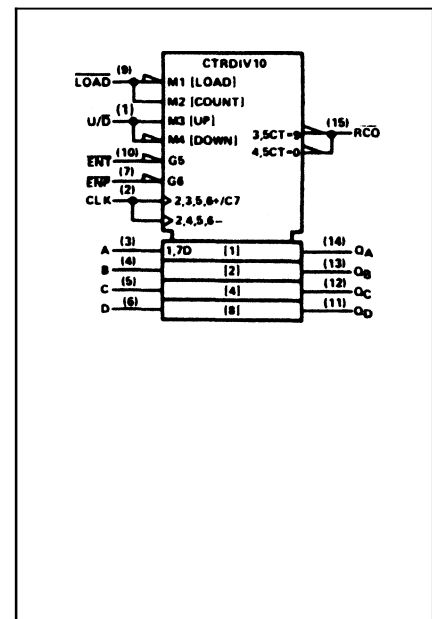 CTRDIV10
LOAD (9) M1 [LOAD]
M2 [COUNT]
U/D (1) M3 [UP] 3,5CT=9 (15) RCO
M4 [DOWN] 4,5CT=0
ENT (10) G5
ENP (7) G6
CLK (2) 2,3,5,6+/C7
2,4,5,6−
A (3) 1,7D [1] (14) QA
B (4) [2] (13) QB
C (5) [4] (12) QC
D (6) [8] (11) QD